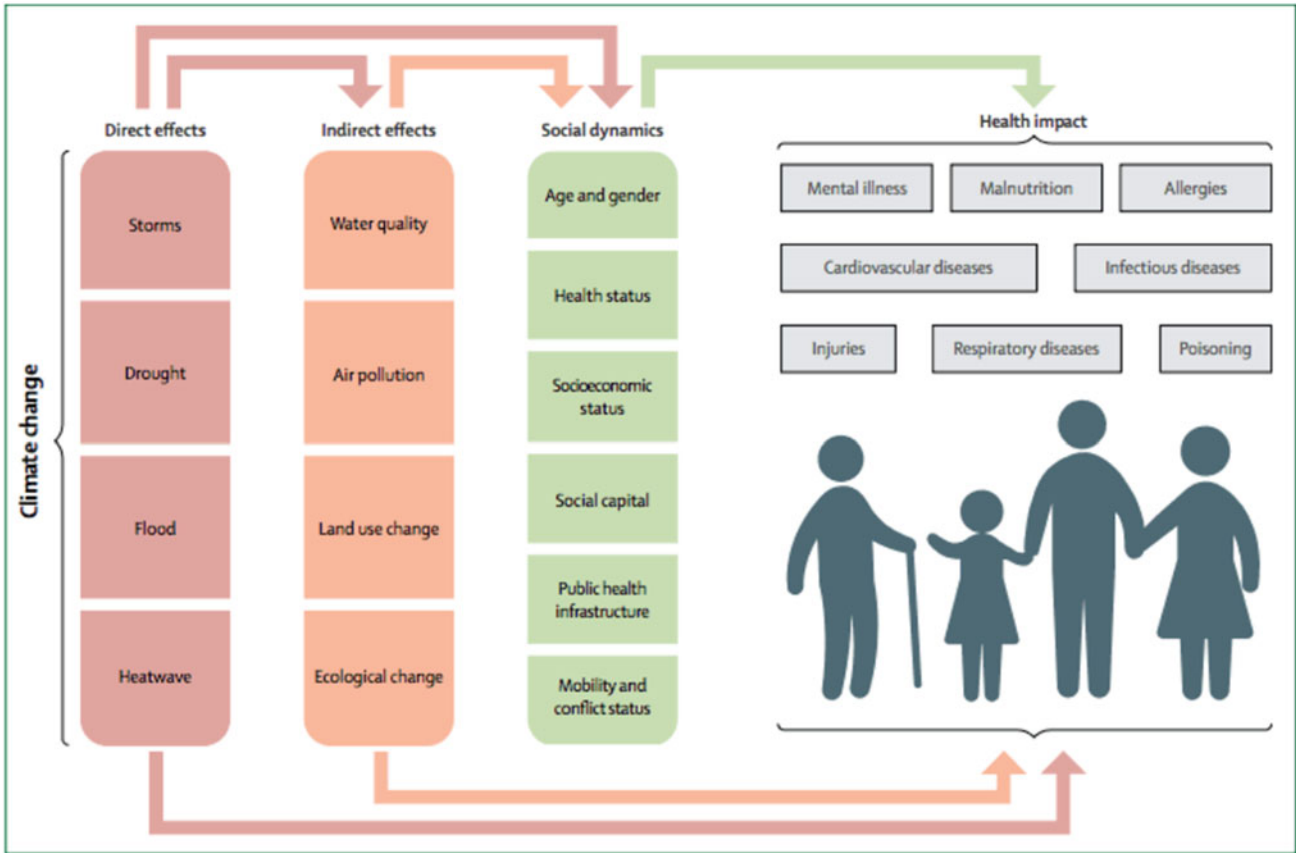 Direct effects
Indirect effects
Social dynamics
Health impact
Climate change
Storms
Drought
Flood
Heatwave
Water quality
Air pollution
Land use change
Ecological change
Age and gender
Health status
Socioeconomic
status
Social capital
Public health
infrastructure
Mobility and
conflict status
Mental illness
Malnutrition
Allergies
Cardiovascular diseases
Infectious diseases
Injuries
Respiratory diseases
Poisoning